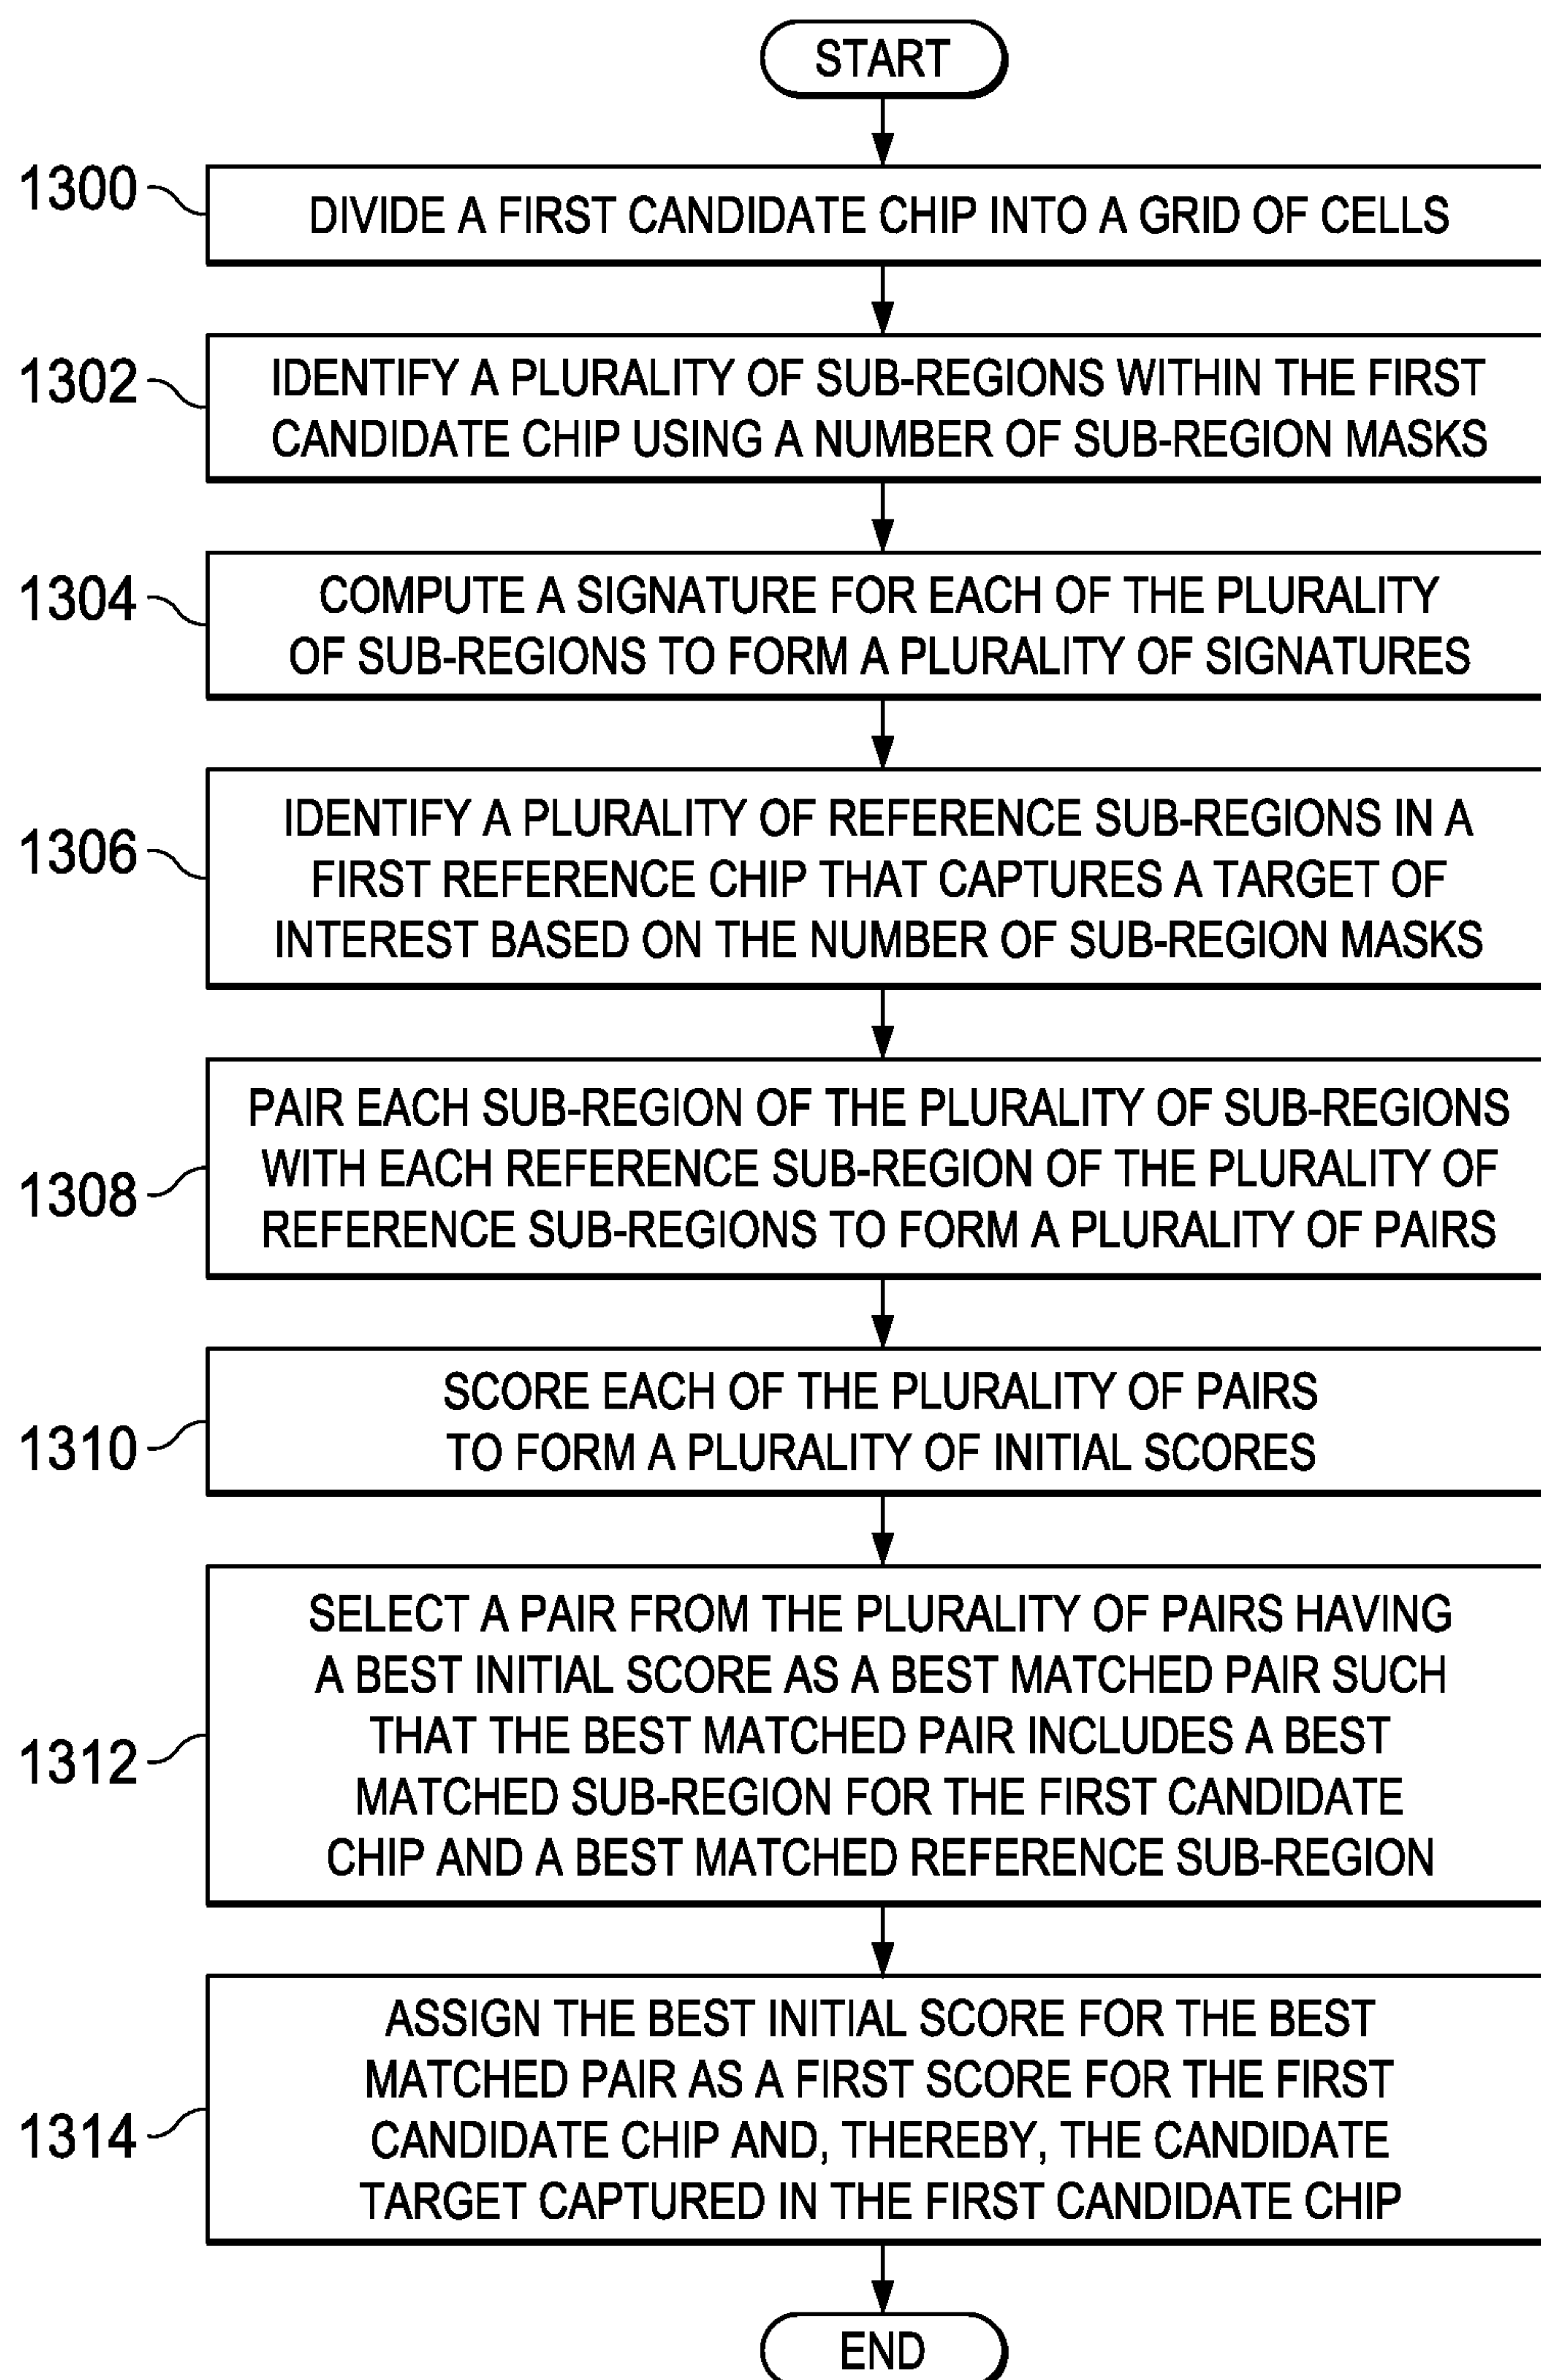 START
1300
DIVIDE A FIRST CANDIDATE CHIP INTO A GRID OF CELLS
1302
IDENTIFY A PLURALITY OF SUB-REGIONS WITHIN THE FIRST
CANDIDATE CHIP USING A NUMBER OF SUB-REGION MASKS
1304
COMPUTE A SIGNATURE FOR EACH OF THE PLURALITY
OF SUB-REGIONS TO FORM A PLURALITY OF SIGNATURES
1306
IDENTIFY A PLURALITY OF REFERENCE SUB-REGIONS IN A
FIRST REFERENCE CHIP THAT CAPTURES A TARGET OF
INTEREST BASED ON THE NUMBER OF SUB-REGION MASKS
1308
PAIR EACH SUB-REGION OF THE PLURALITY OF SUB-REGIONS
WITH EACH REFERENCE SUB-REGION OF THE PLURALITY OF
REFERENCE SUB-REGIONS TO FORM A PLURALITY OF PAIRS
1310
SCORE EACH OF THE PLURALITY OF PAIRS
TO FORM A PLURALITY OF INITIAL SCORES
1312
SELECT A PAIR FROM THE PLURALITY OF PAIRS HAVING
A BEST INITIAL SCORE AS A BEST MATCHED PAIR SUCH
THAT THE BEST MATCHED PAIR INCLUDES A BEST
MATCHED SUB-REGION FOR THE FIRST CANDIDATE
CHIP AND A BEST MATCHED REFERENCE SUB-REGION
1314
ASSIGN THE BEST INITIAL SCORE FOR THE BEST
MATCHED PAIR AS A FIRST SCORE FOR THE FIRST
CANDIDATE CHIP AND, THEREBY, THE CANDIDATE
TARGET CAPTURED IN THE FIRST CANDIDATE CHIP
END